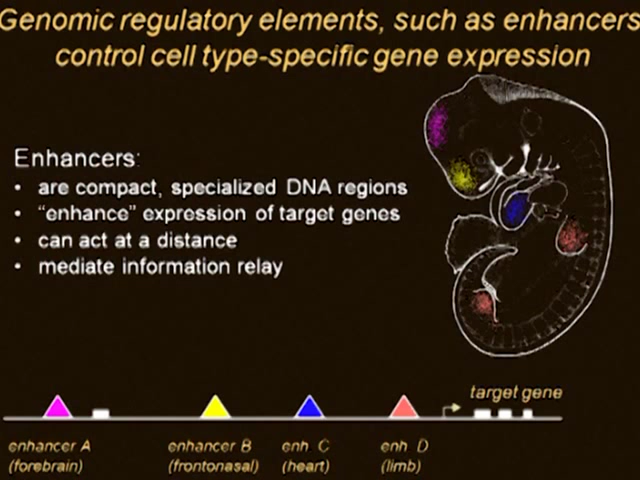 Genomic regulatory elements, such as enhancers
control cell type-specific gene expression
Enhancers:
• are compact, specialized DNA regions
• “enhance” expression of target genes
• can act at a distance
• mediate information relay
target gene
enhancer A
(forebrain)
enhancer B
(frontonasal)
enh C
(heart)
enh D
(limb)